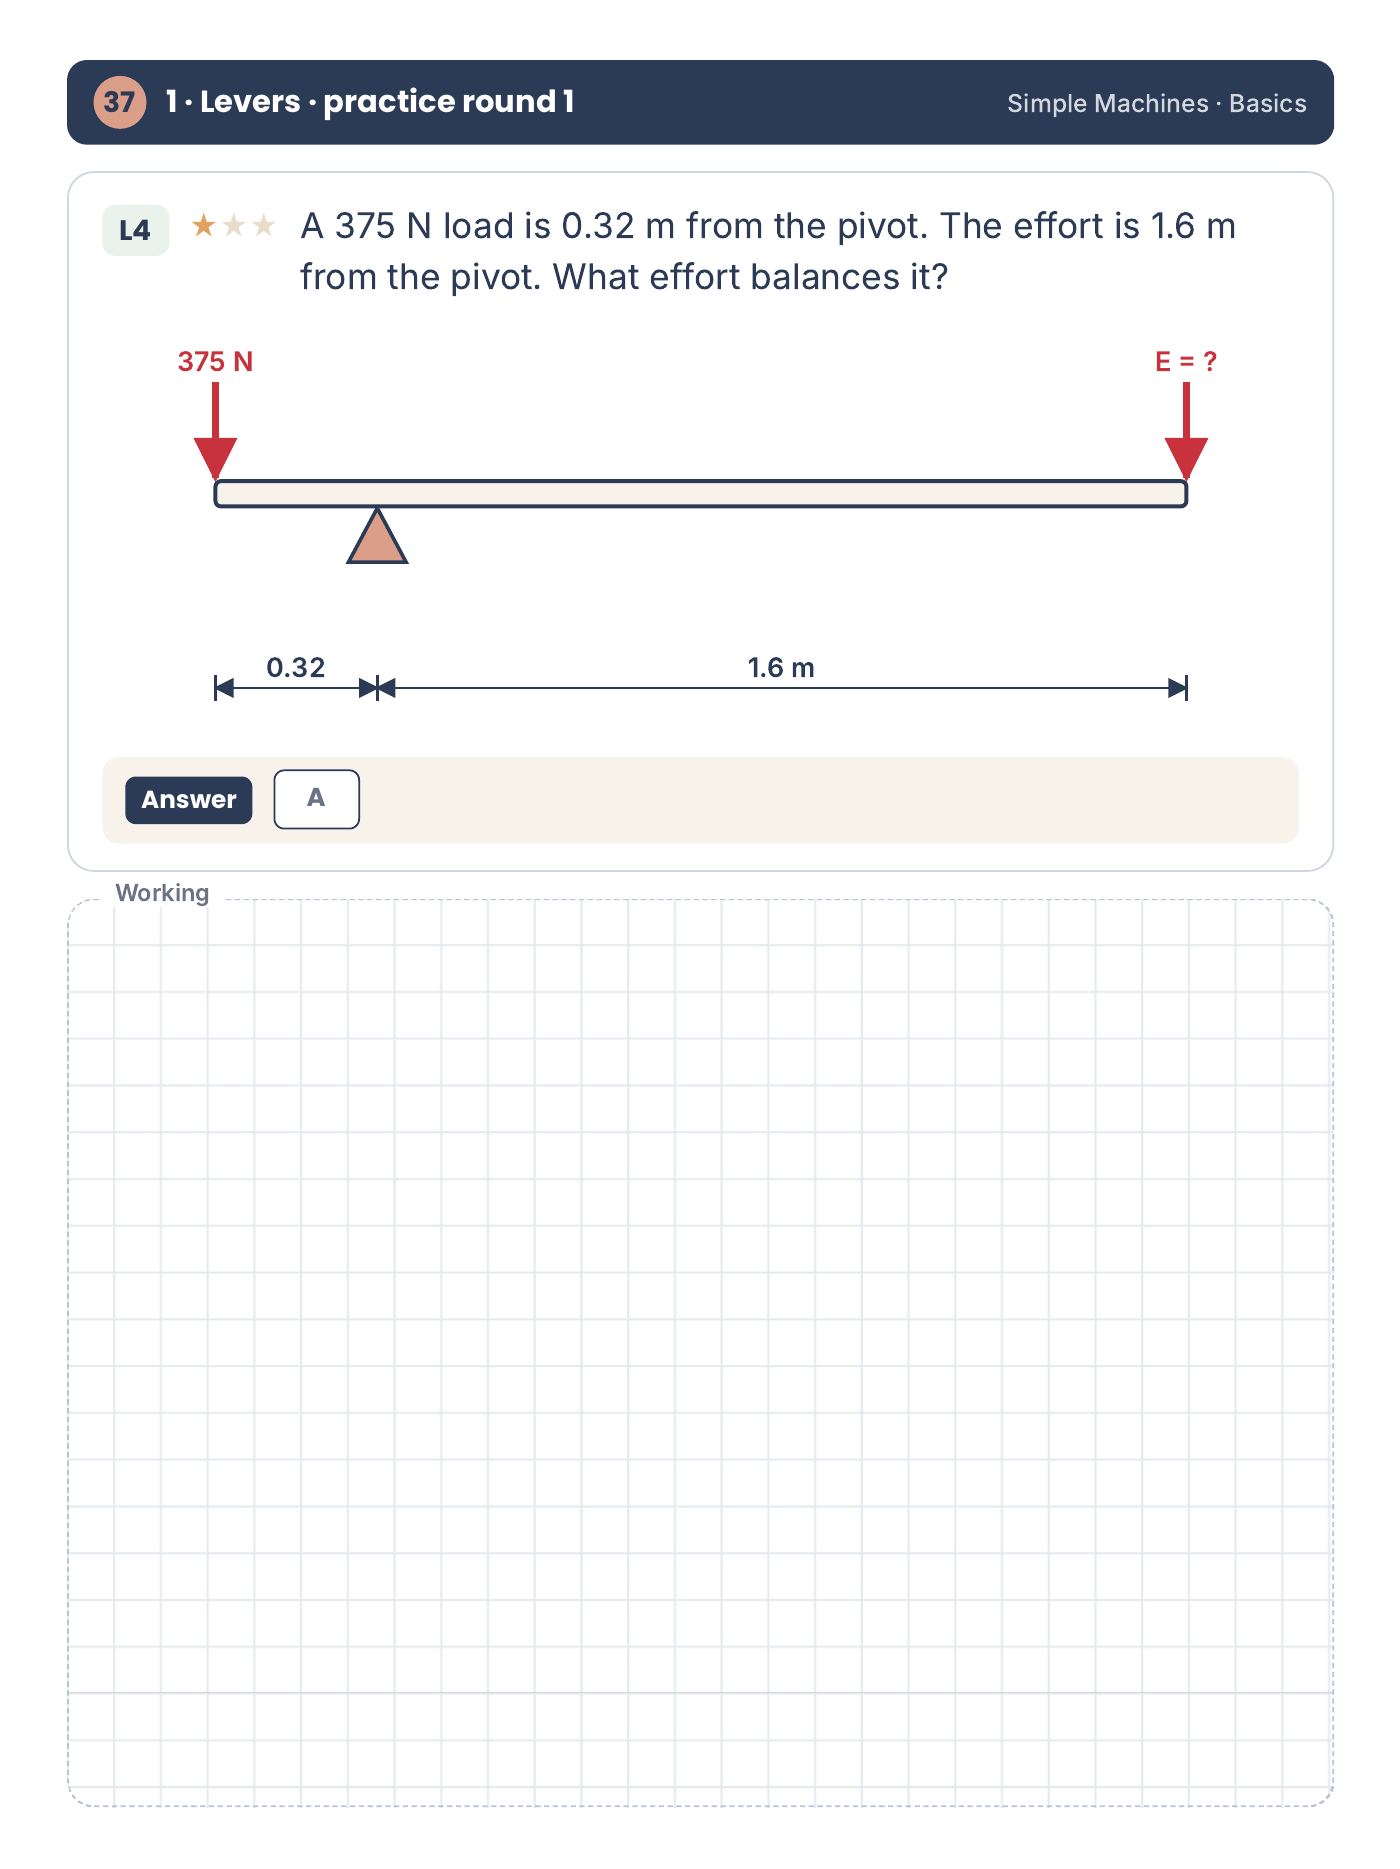 37
1 · Levers · practice round 1
Simple Machines · Basics
L4
A 375 N load is 0.32 m from the pivot. The effort is 1.6 m
from the pivot. What effort balances it?
375 N
E = ?
0.32
1.6 m
Answer
A
Working